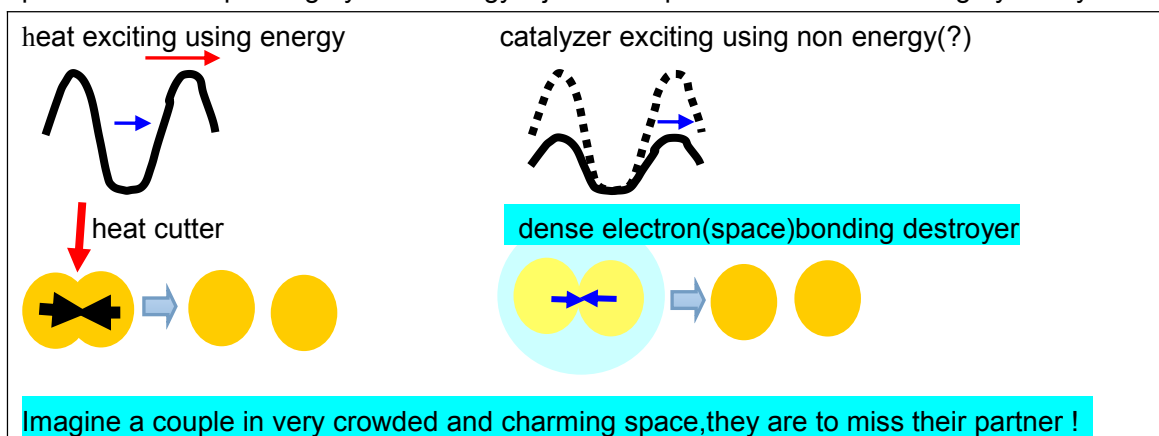 heat exciting using energy
catalyzer exciting using non energy(?)
heat cutter
dense electron(space)bonding destroyer
Imagine a couple in very crowded and charming space,they are to miss their partner !